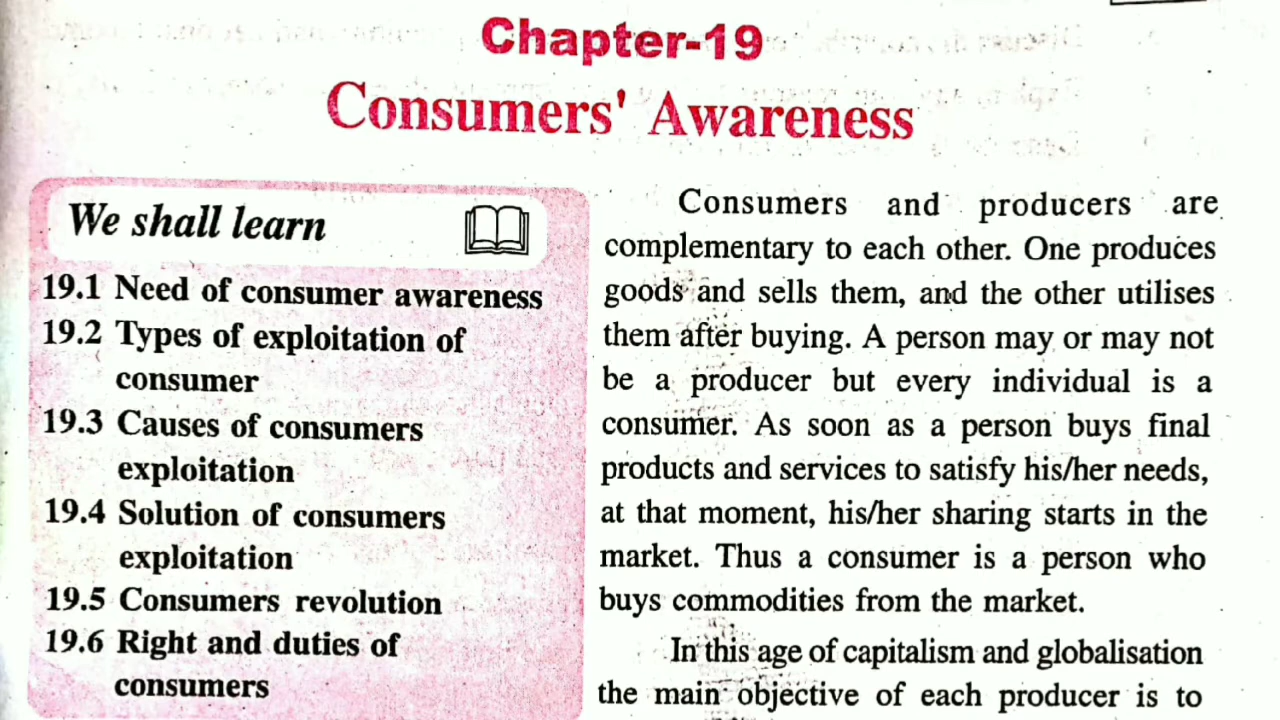 Chapter-19
Consumers' Awareness
We shall learn
19.1 Need of consumer awareness
19.2 Types of exploitation of
consumer
19.3 Causes of consumers
exploitation
19.4 Solution of consumers
exploitation
19.5 Consumers revolution
19.6 Right and duties of
consumers
Consumers and producers are
complementary to each other. One produces
goods and sells them, and the other utilises
them after buying. A person may or may not
be a producer but every individual is a
consumer. As soon as a person buys final
products and services to satisfy his/her needs,
at that moment, his/her sharing starts in the
market. Thus a consumer is a person who
buys commodities from the market.
In this age of capitalism and globalisation
the main objective of each producer is to